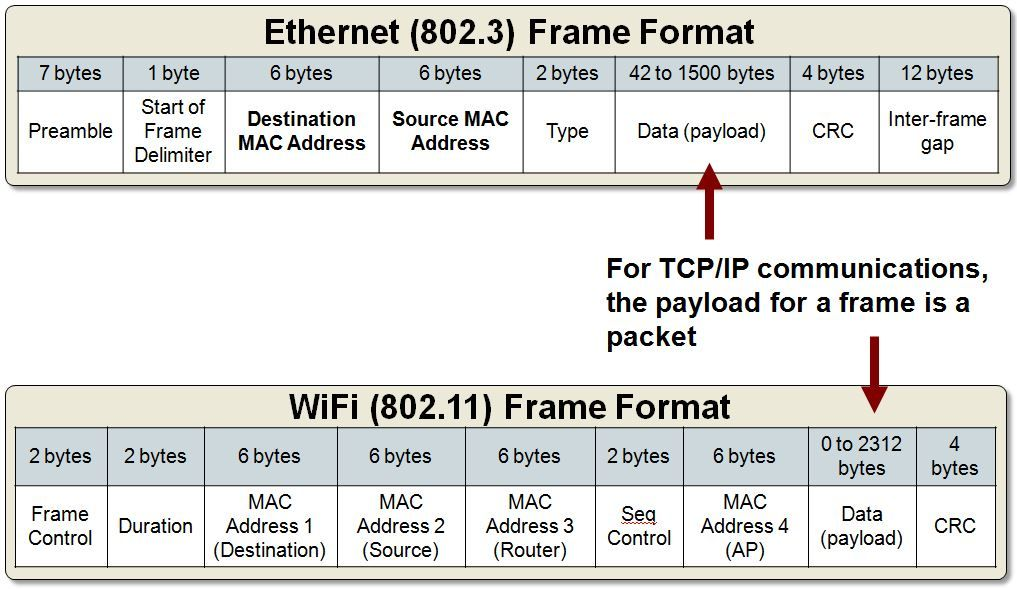 Ethernet (802.3) Frame Format
7 bytes 1 byte 6 bytes 6 bytes 2 bytes 42 to 1500 bytes 4 bytes 12 bytes
Preamble
Start of
Frame
Delimiter
Destination
MAC Address
Source MAC
Address
Type
Data (payload)
CRC
Inter-frame
gap
For TCP/IP communications,
the payload for a frame is a
packet
WiFi (802.11) Frame Format
2 bytes 2 bytes 6 bytes 6 bytes 6 bytes 2 bytes 6 bytes
0 to 2312
bytes
4
bytes
Frame
Control
Duration
MAC
Address 1
(Destination)
MAC
Address 2
(Source)
MAC
Address 3
(Router)
Seq
Control
MAC
Address 4
(AP)
Data
(payload)
CRC